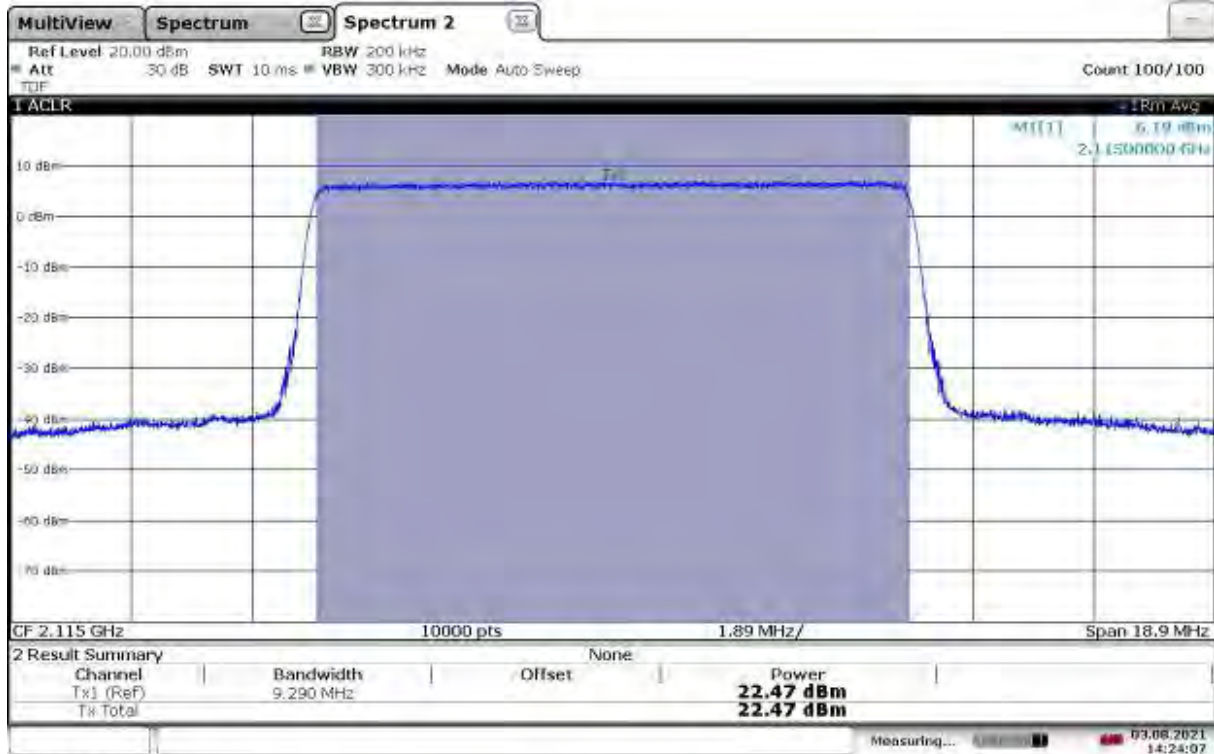 MultiView Spectrum Spectrum 2
Ref Level 20.00 dBm RBW 200 kHz
Att 30 dB SWT 10 ms VBW 300 kHz Mode Auto Sweep Count 100/100
TDF
1 ACLR 1Rm Avg
M1[1] 6.19 dBm
2.11500000 GHz
10 dBm
Tx1
0 dBm
-10 dBm
-20 dBm
-30 dBm
-40 dBm
-50 dBm
-60 dBm
-70 dBm
CF 2.115 GHz 10000 pts 1.89 MHz/ Span 18.9 MHz
2 Result Summary None
Channel Bandwidth Offset Power
Tx1 (Ref) 9.290 MHz 22.47 dBm
Tx Total 22.47 dBm
Measuring... 03.08.2021
14:24:07